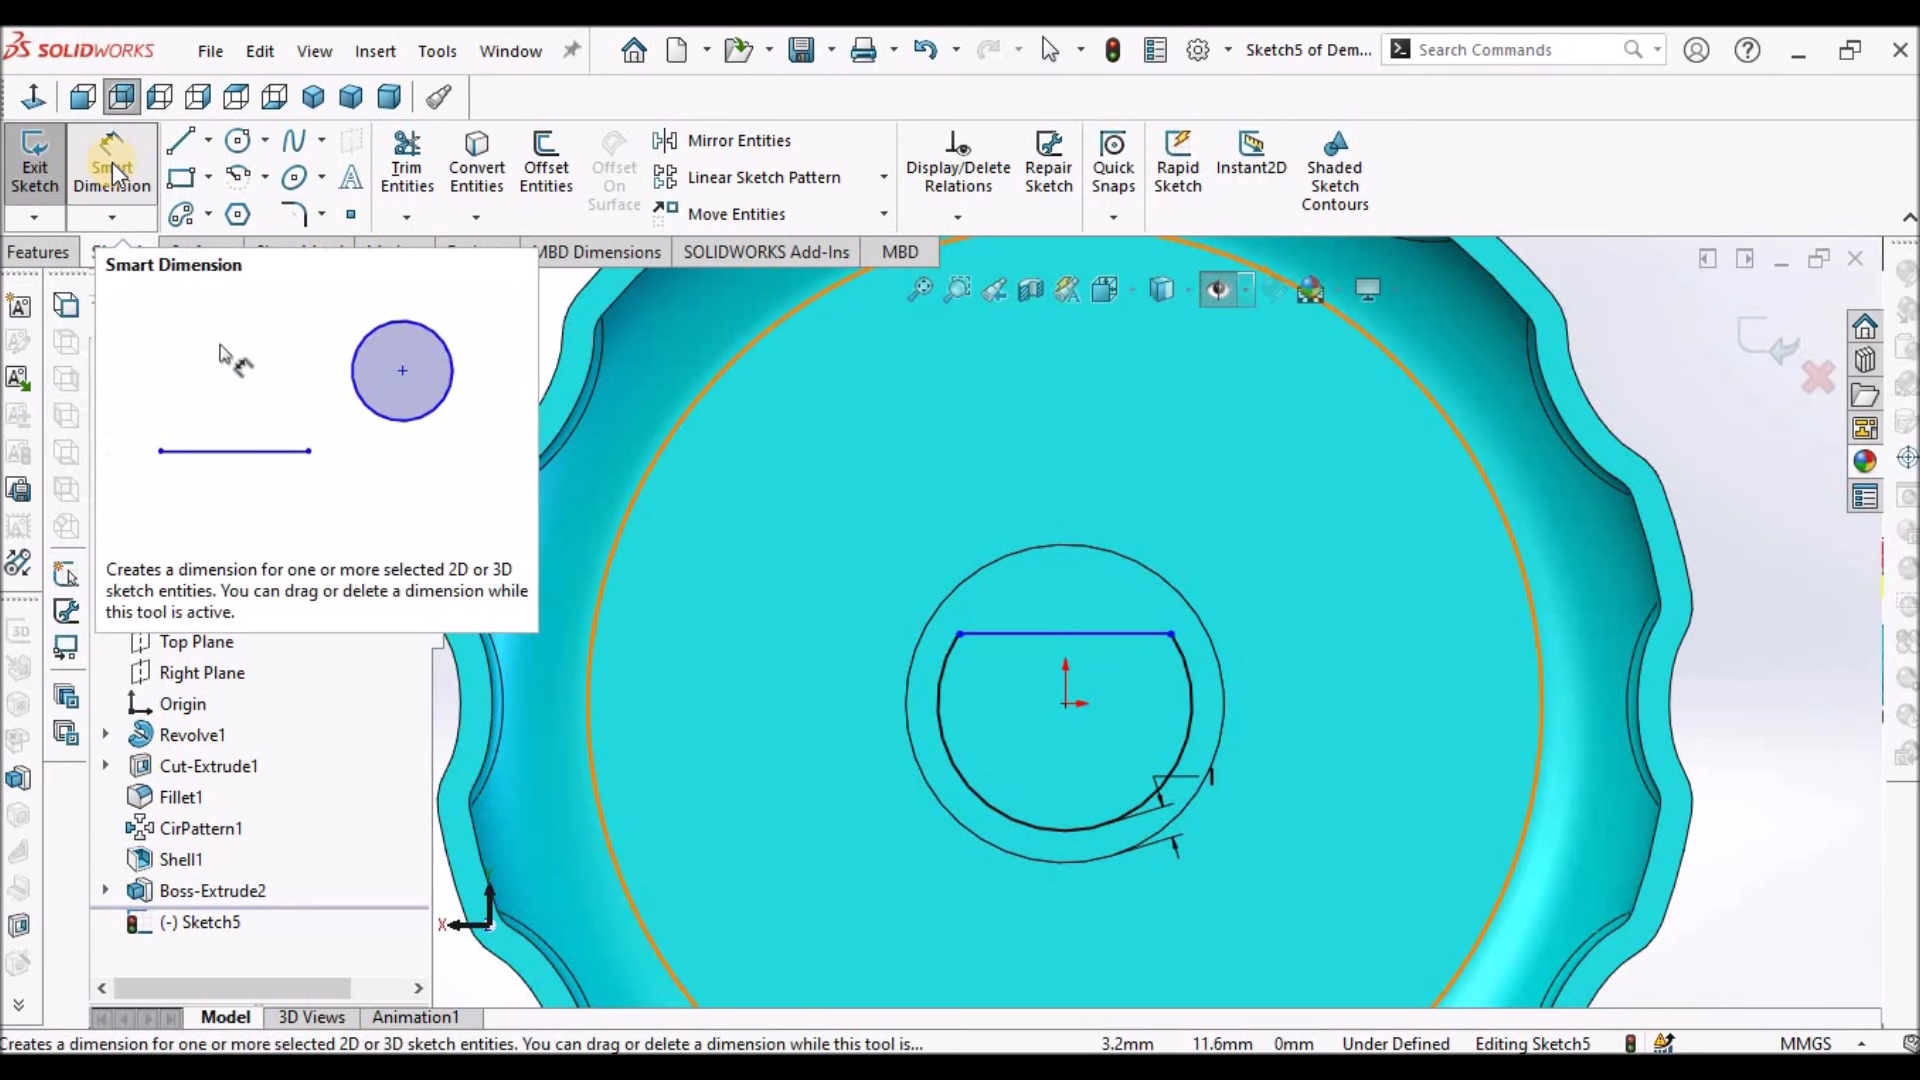 SOLIDWORKS File Edit View Insert Tools Window Sketch5 of Dem... Search Commands
Exit Sketch
Smart Dimension
Trim Entities
Convert Entities
Offset Entities
Offset On Surface
Mirror Entities
Linear Sketch Pattern
Move Entities
Display/Delete Relations
Repair Sketch
Quick Snaps
Rapid Sketch
Instant2D
Shaded Sketch Contours
Features MBD Dimensions SOLIDWORKS Add-Ins MBD
Smart Dimension
Creates a dimension for one or more selected 2D or 3D
sketch entities. You can drag or delete a dimension while
this tool is active.
Top Plane
Right Plane
Origin
Revolve1
Cut-Extrude1
Fillet1
CirPattern1
Shell1
Boss-Extrude2
(-) Sketch5
1
X
3D
Model 3D Views Animation1
Creates a dimension for one or more selected 2D or 3D sketch entities. You can drag or delete a dimension while this tool is... 3.2mm 11.6mm 0mm Under Defined Editing Sketch5 MMGS